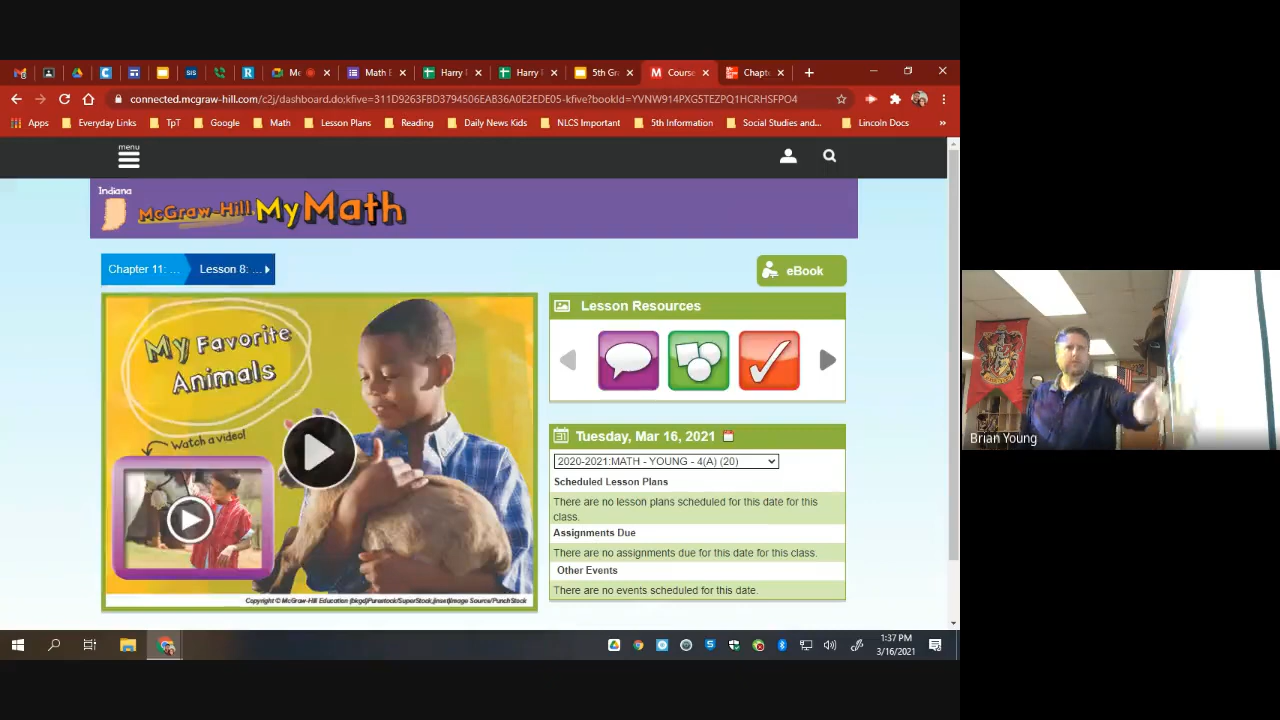 Me
Math E
Harry I
Harry I
5th Gra
Course
Chapte
connected.mcgraw-hill.com/c2j/dashboard.do;kfive=311D9263FBD3794506EAB36A0E2EDE05-kfive?bookId=YVNW914PXG5TEZPQ1HCRHSFPO4
Apps Everyday Links TpT Google Math Lesson Plans Reading Daily News Kids NLCS Important 5th Information Social Studies and... Lincoln Docs »
menu
Indiana
McGraw-Hill My Math
Chapter 11: ... Lesson 8: ...
eBook
My Favorite
Animals
Watch a video!
Lesson Resources
Tuesday, Mar 16, 2021
2020-2021:MATH - YOUNG - 4(A) (20)
Scheduled Lesson Plans
There are no lesson plans scheduled for this date for this
class.
Assignments Due
There are no assignments due for this date for this class.
Other Events
There are no events scheduled for this date.
Brian Young
1:37 PM
3/16/2021